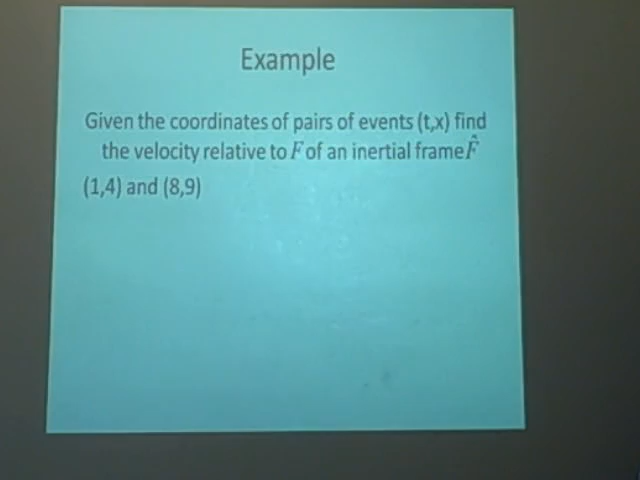 Example
Given the coordinates of pairs of events (t,x) find
the velocity relative to F of an inertial frame F̂
(1,4) and (8,9)